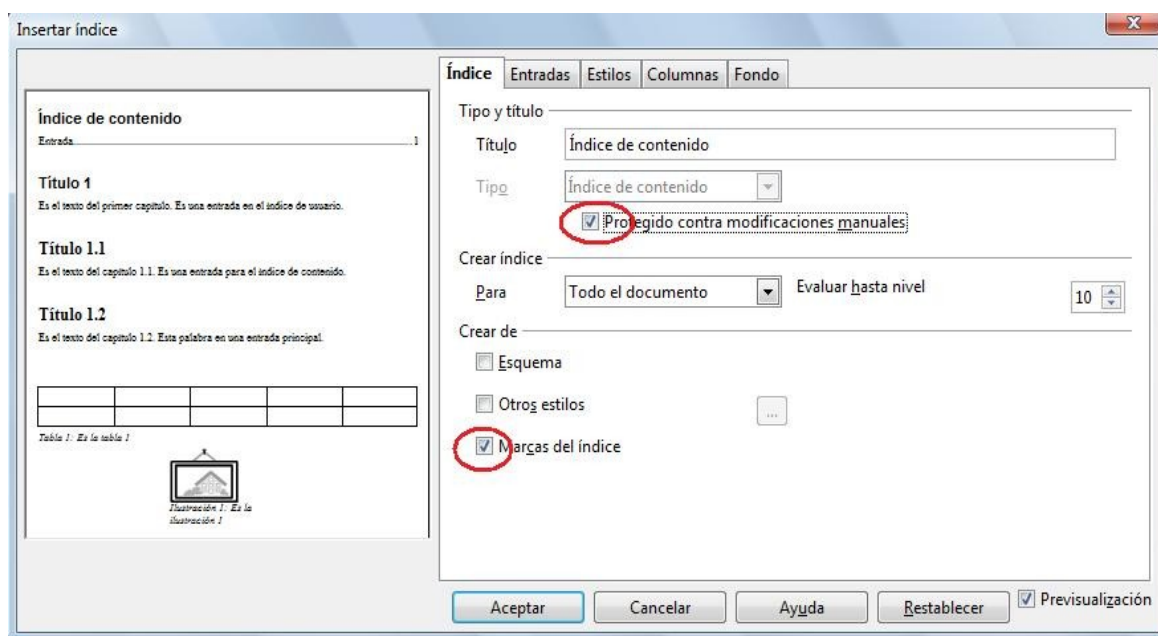 Insertar índice
Índice Entradas Estilos Columnas Fondo
Índice de contenido
Entrada 1
Título 1
Es el texto del primer capítulo. Es una entrada en el índice de usuario.
Título 1.1
Es el texto del capítulo 1.1. Es una entrada para el índice de contenido.
Título 1.2
Es el texto del capítulo 1.2. Esta palabra en una entrada principal.
Tabla 1: Es la tabla 1
Ilustración 1: Es la
ilustración 1
Tipo y título
Título Índice de contenido
Tipo Índice de contenido
Protegido contra modificaciones manuales
Crear índice
Para Todo el documento Evaluar hasta nivel 10
Crear de
Esquema
Otros estilos ...
Marcas del índice
Aceptar Cancelar Ayuda Restablecer Previsualización